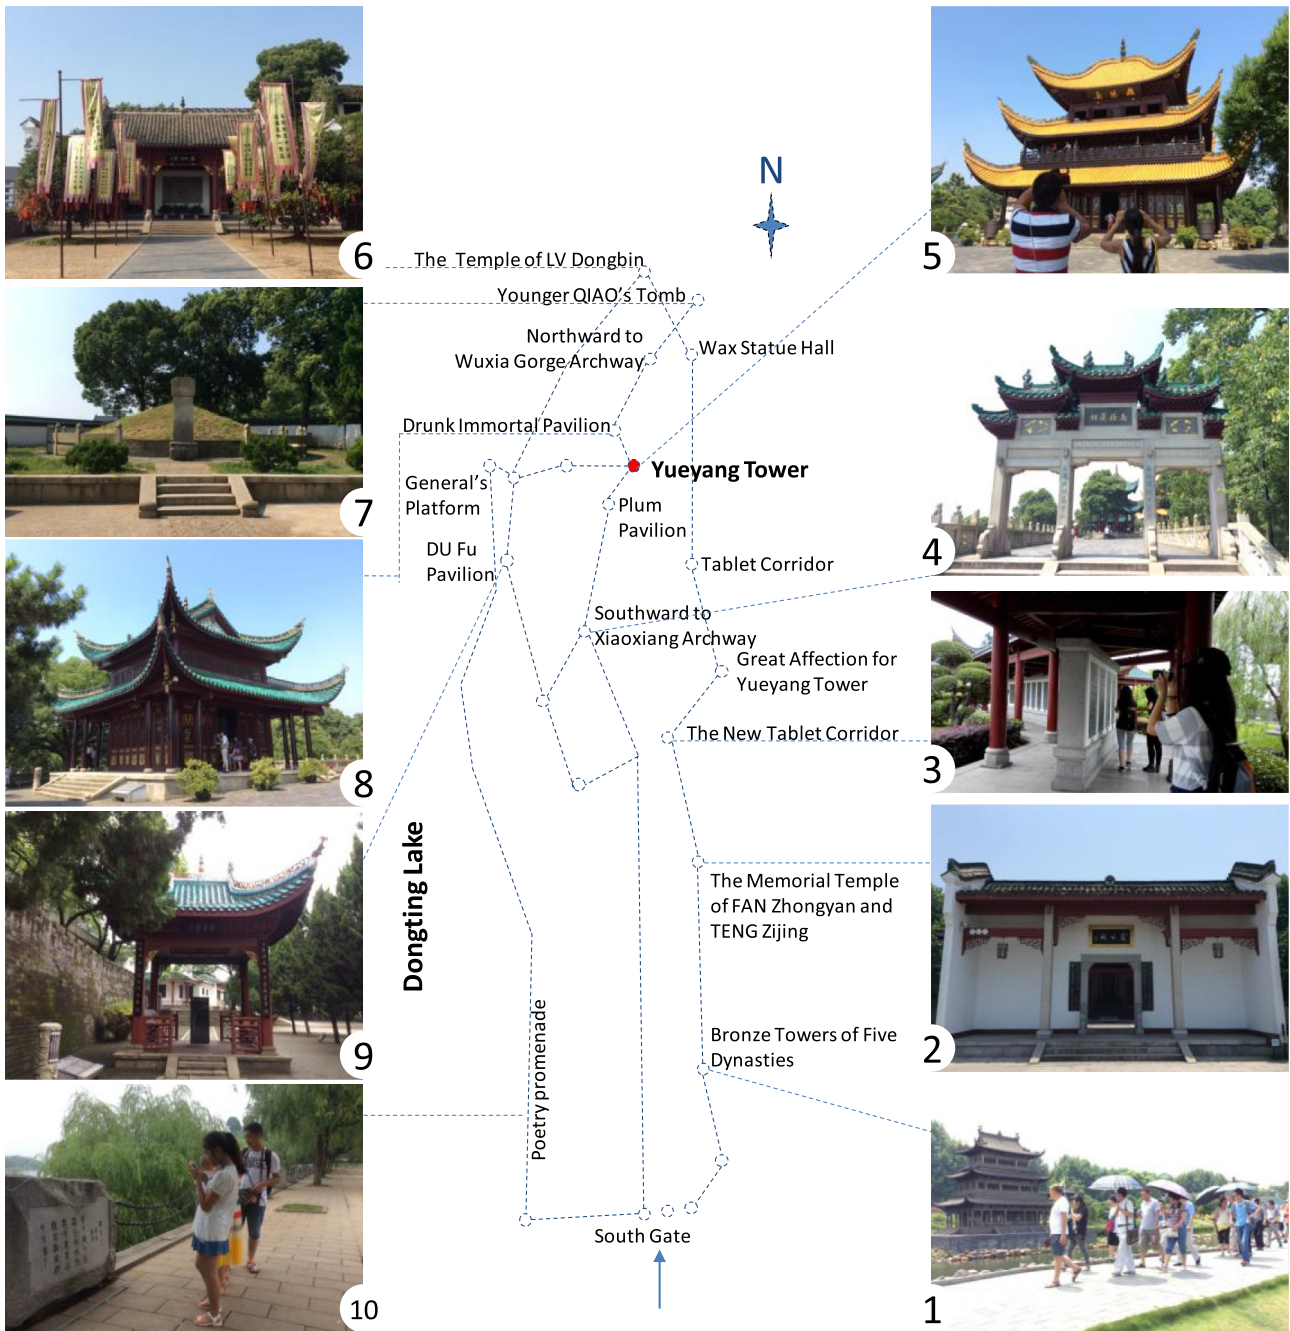 6
5
N
The Temple of LV Dongbin
Younger QIAO's Tomb
Northward to
Wuxia Gorge Archway
Wax Statue Hall
7
4
Drunk Immortal Pavilion
Yueyang Tower
General's
Platform
Plum
Pavilion
DU Fu
Pavilion
Tablet Corridor
Southward to
Xiaoxiang Archway
Great Affection for
Yueyang Tower
The New Tablet Corridor
8
3
Dongting Lake
The Memorial Temple
of FAN Zhongyan and
TENG Zijing
9
2
Poetry promenade
Bronze Towers of Five
Dynasties
South Gate
10
1